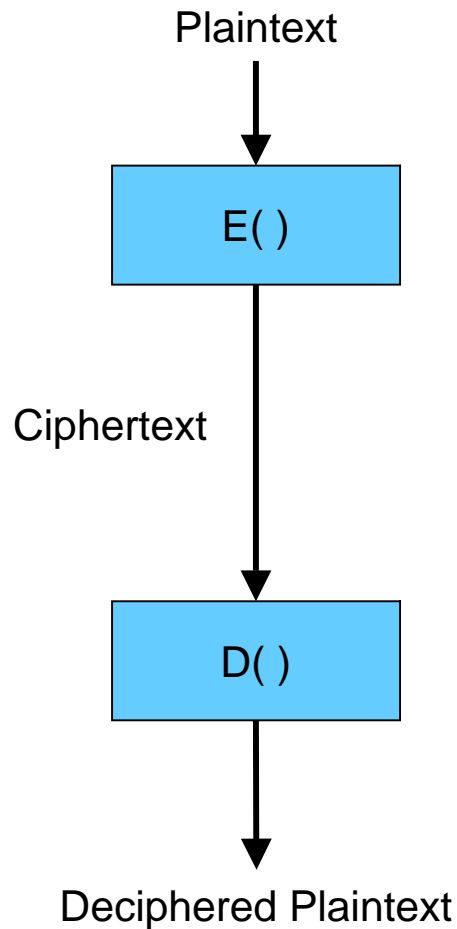 Plaintext
E( )
Ciphertext
D( )
Deciphered Plaintext